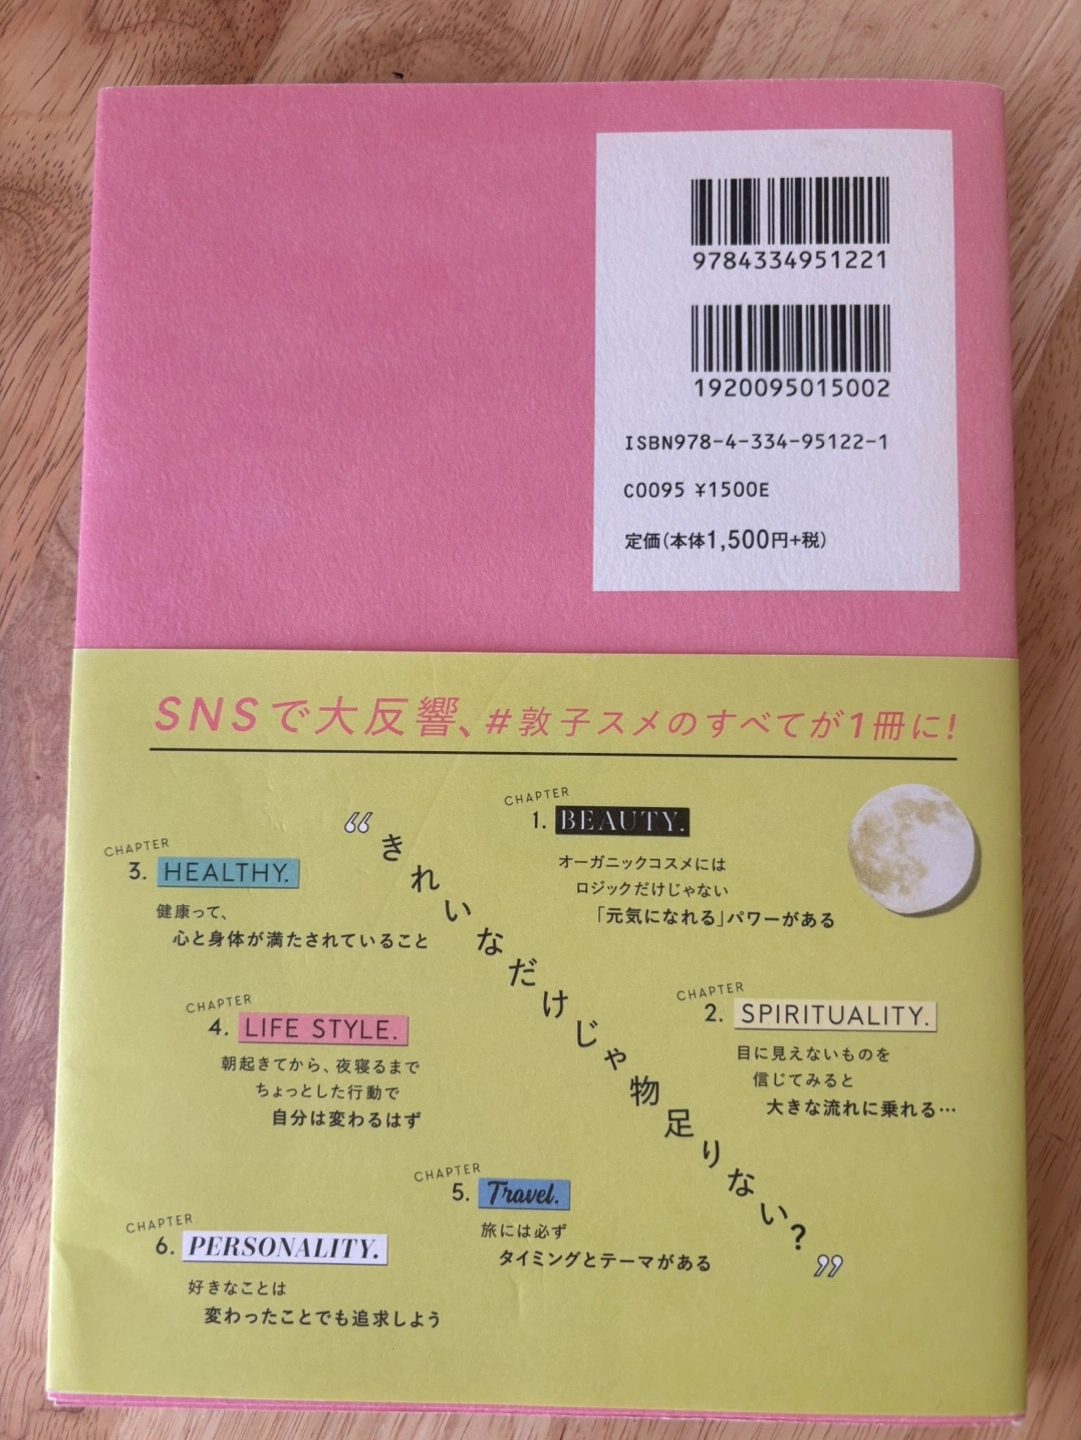 9784334951221
1920095015002
ISBN978-4-334-95122-1
C0095 ¥1500E
定価(本体1,500円+税)
SNSで大反響、#敦子スメのすべてが1冊に!
“きれいなだけじゃ物足りない?”
CHAPTER
1. BEAUTY.
オーガニックコスメには
ロジックだけじゃない
「元気になれる」パワーがある
CHAPTER
2. SPIRITUALITY.
目に見えないものを
信じてみると
大きな流れに乗れる…
CHAPTER
3. HEALTHY.
健康って、
心と身体が満たされていること
CHAPTER
4. LIFE STYLE.
朝起きてから、夜寝るまで
ちょっとした行動で
自分は変わるはず
CHAPTER
5. Travel.
旅には必ず
タイミングとテーマがある
CHAPTER
6. PERSONALITY.
好きなことは
変わったことでも追求しよう